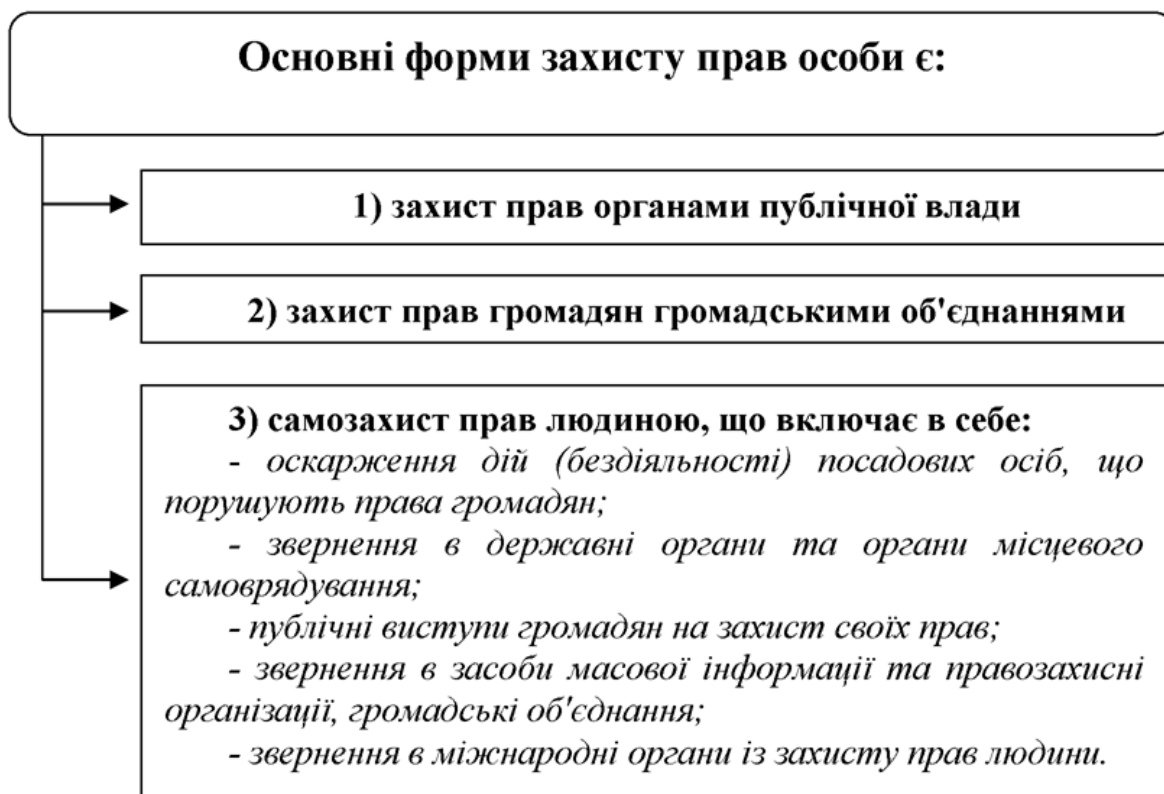 Основні форми захисту прав особи є:
1) захист прав органами публічної влади
2) захист прав громадян громадськими об'єднаннями
3) самозахист прав людиною, що включає в себе:
- оскарження дій (бездіяльності) посадових осіб, що
порушують права громадян;
- звернення в державні органи та органи місцевого
самоврядування;
- публічні виступи громадян на захист своїх прав;
- звернення в засоби масової інформації та правозахисні
організації, громадські об'єднання;
- звернення в міжнародні органи із захисту прав людини.